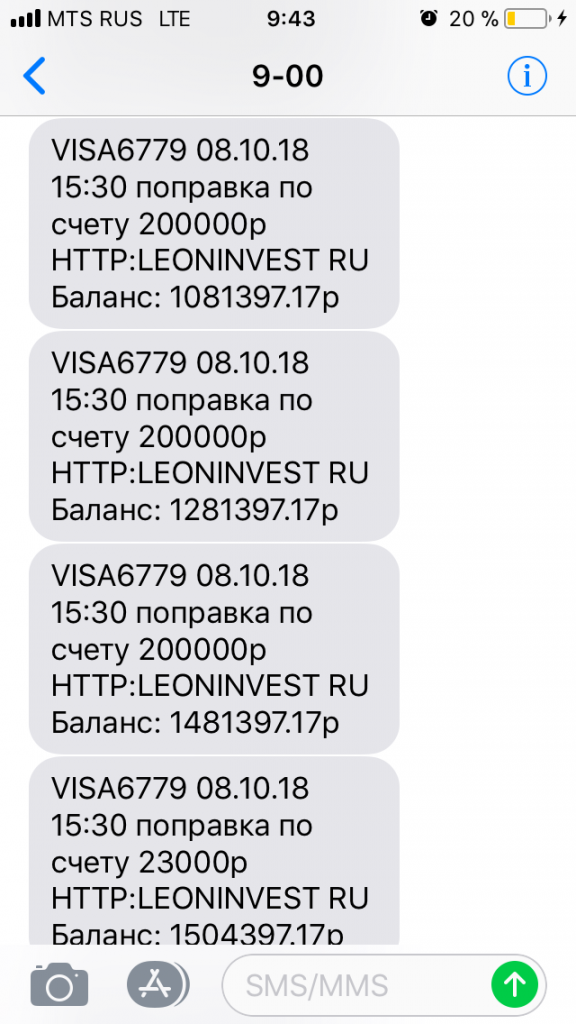 MTS RUS LTE 9:43 20 %
9-00
VISA6779 08.10.18
15:30 поправка по
счету 200000р
HTTP:LEONINVEST RU
Баланс: 1081397.17р
VISA6779 08.10.18
15:30 поправка по
счету 200000р
HTTP:LEONINVEST RU
Баланс: 1281397.17р
VISA6779 08.10.18
15:30 поправка по
счету 200000р
HTTP:LEONINVEST RU
Баланс: 1481397.17р
VISA6779 08.10.18
15:30 поправка по
счету 23000р
HTTP:LEONINVEST RU
Баланс: 1504397.17р
SMS/MMS